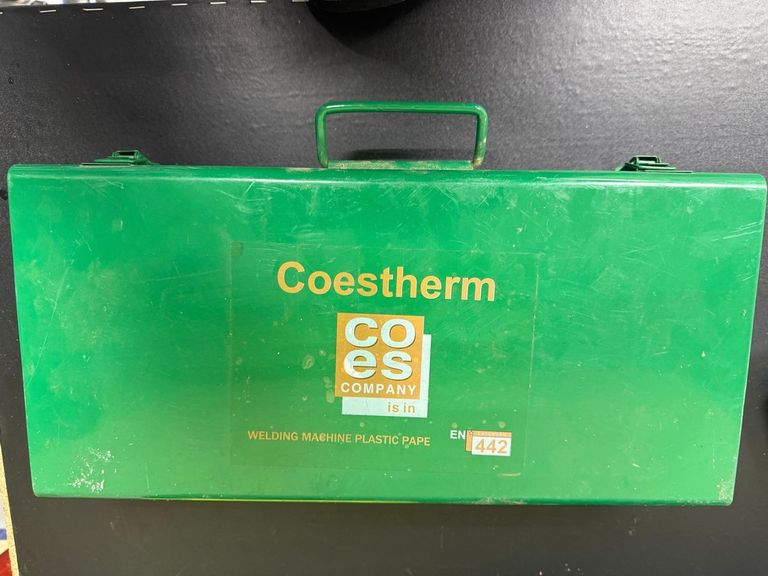 Coestherm
co
es
COMPANY
is in
WELDING MACHINE PLASTIC PAPE
EN
442